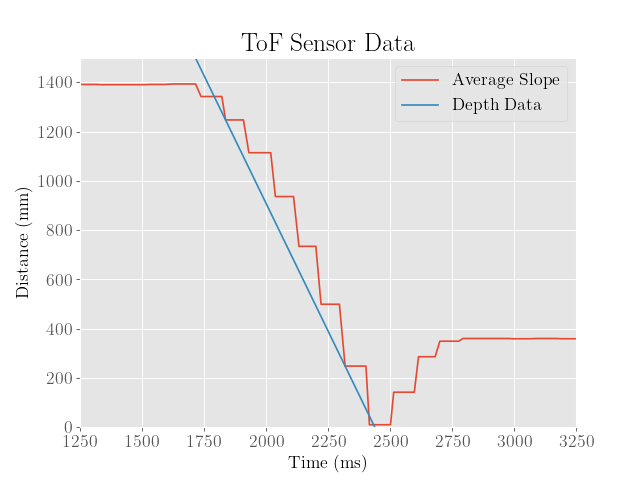 ToF Sensor Data
Average Slope
Depth Data
Distance (mm)
1400
1200
1000
800
600
400
200
0
1250 1500 1750 2000 2250 2500 2750 3000 3250
Time (ms)